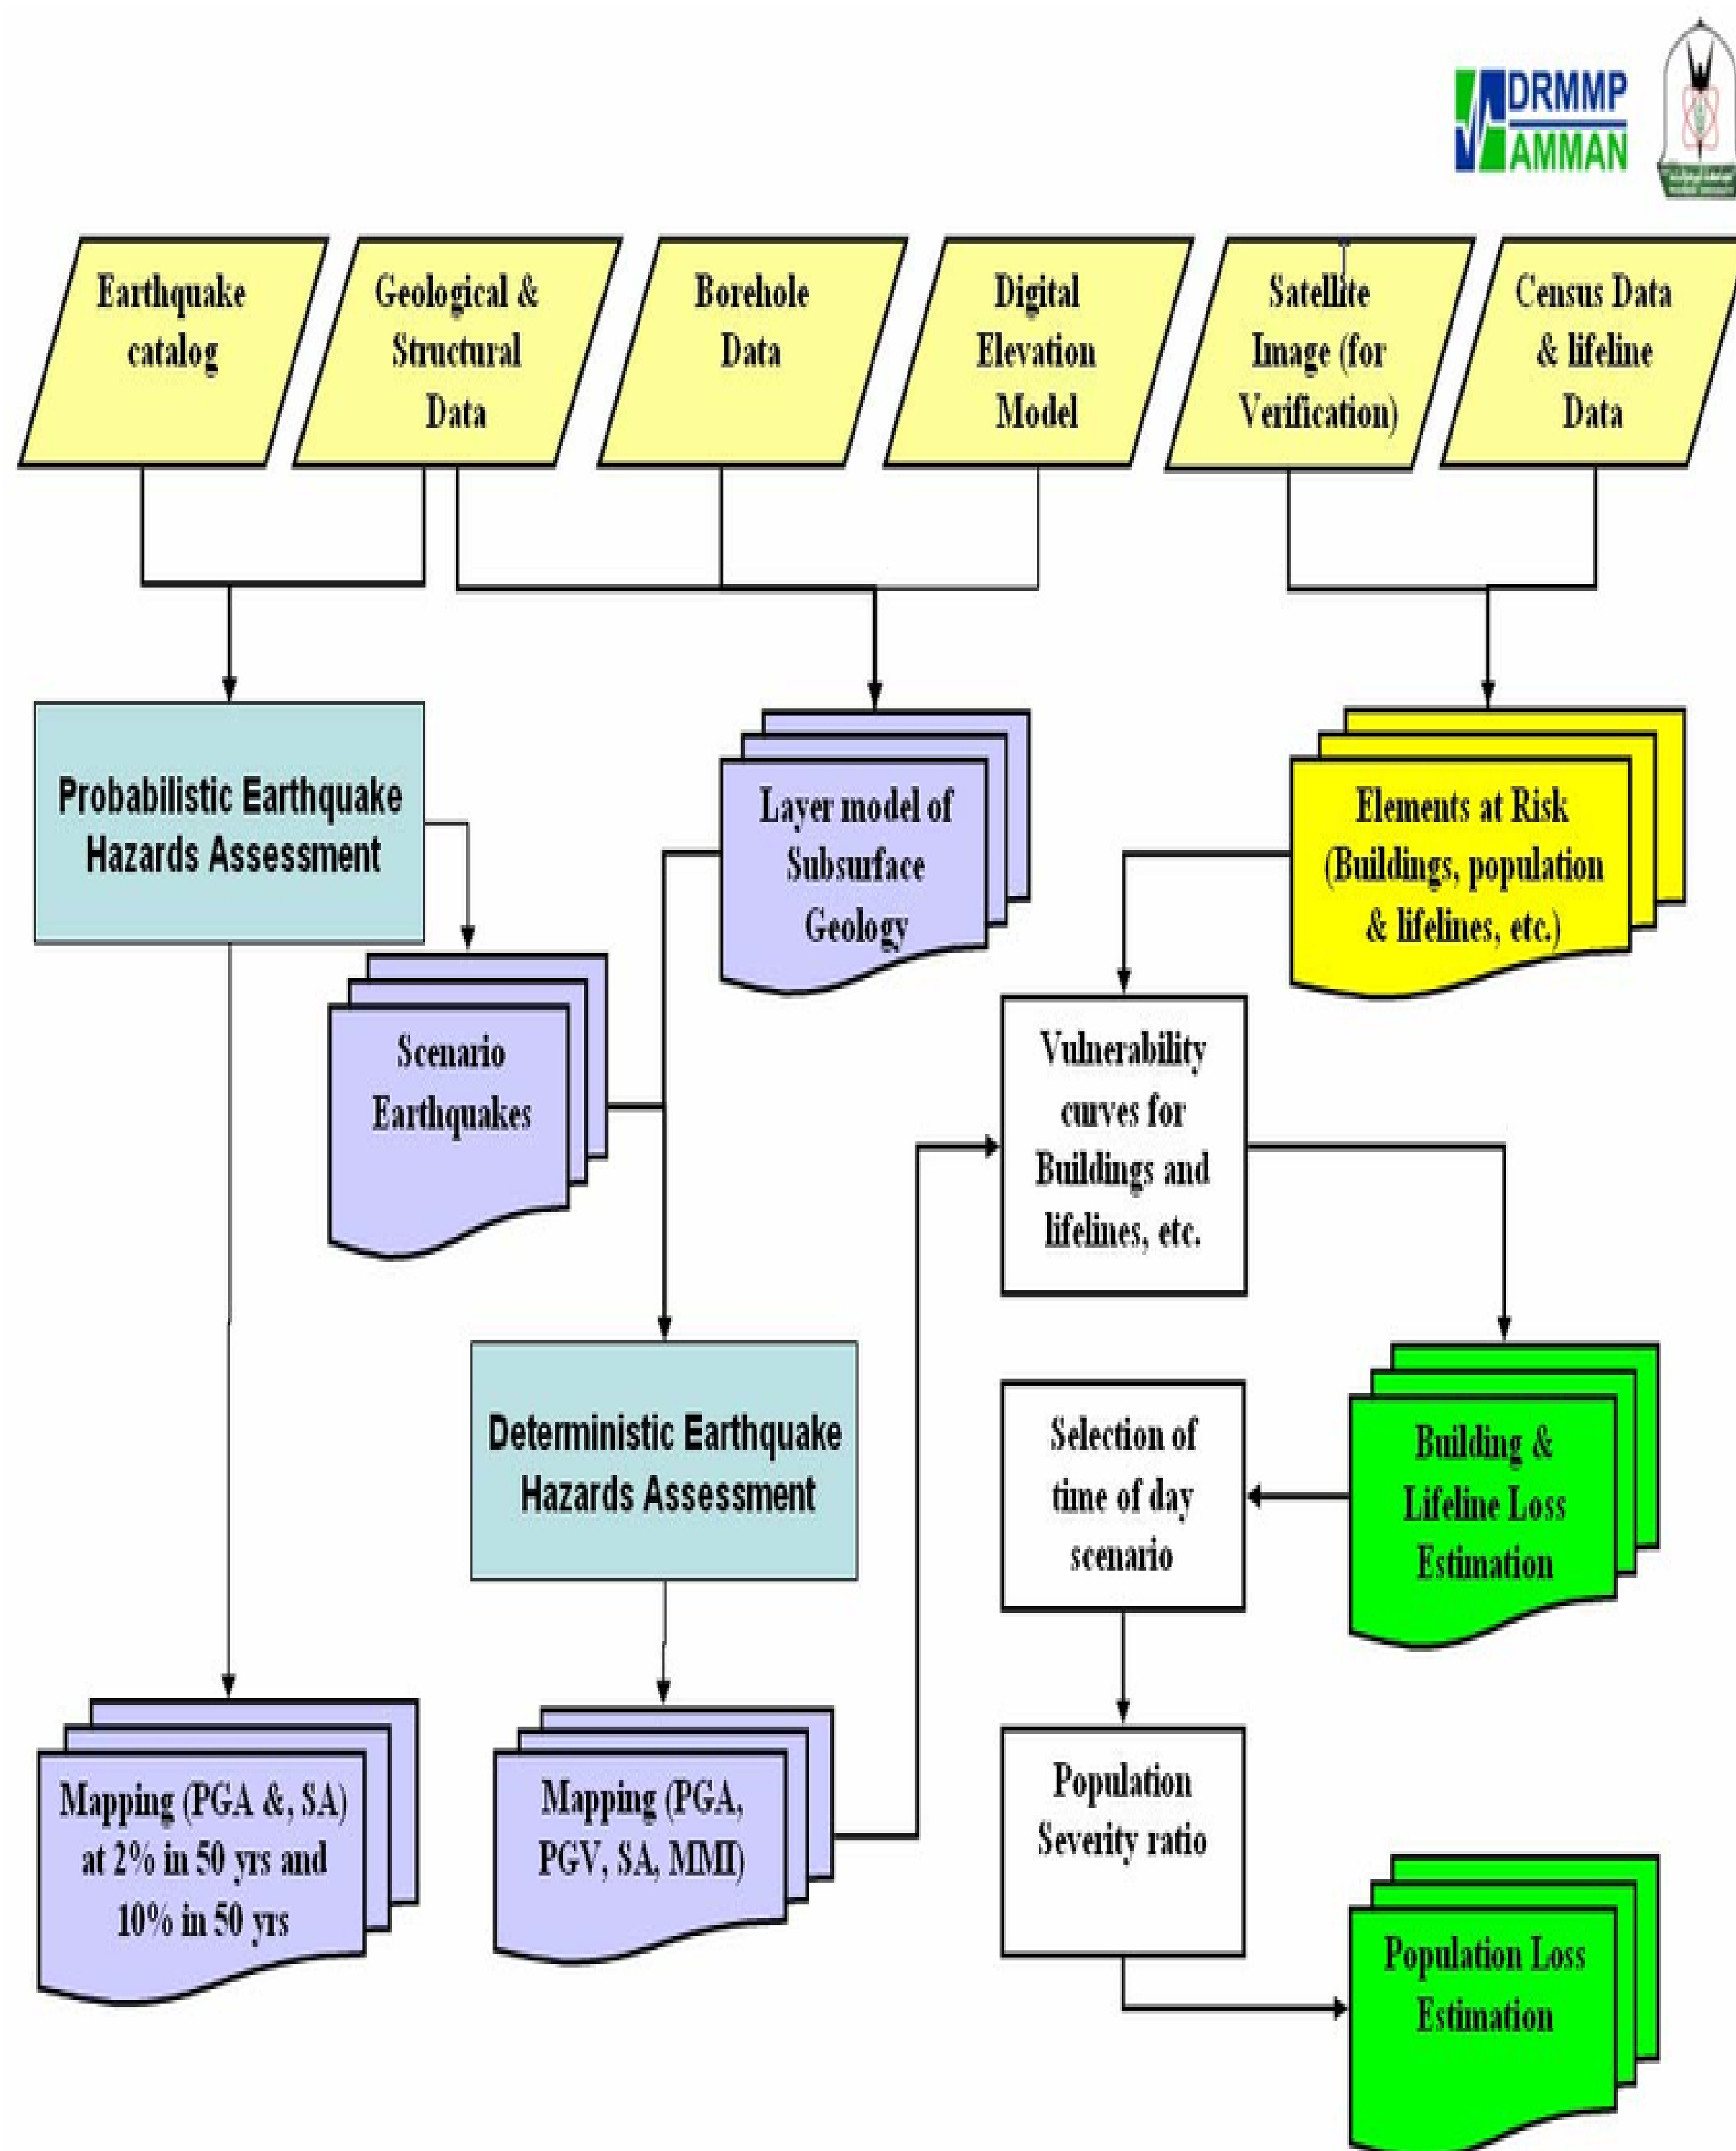 DRMMP
AMMAN
Earthquake
catalog
Geological &
Structural
Data
Borehole
Data
Digital
Elevation
Model
Satellite
Image (for
Verification)
Census Data
& lifeline
Data
Probabilistic Earthquake
Hazards Assessment
Layer model of
Subsurface
Geology
Elements at Risk
(Buildings, population
& lifelines, etc.)
Scenario
Earthquakes
Vulnerability
curves for
Buildings and
lifelines, etc.
Deterministic Earthquake
Hazards Assessment
Selection of
time of day
scenario
Building &
Lifeline Loss
Estimation
Mapping (PGA &, SA)
at 2% in 50 yrs and
10% in 50 yrs
Mapping (PGA,
PGV, SA, MMI)
Population
Severity ratio
Population Loss
Estimation